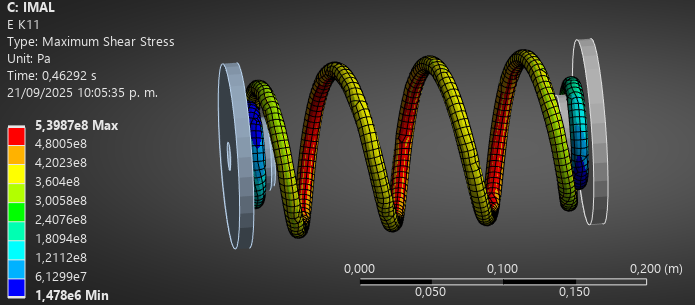 C: IMAL
E K11
Type: Maximum Shear Stress
Unit: Pa
Time: 0,46292 s
21/09/2025 10:05:35 p. m.
5,3987e8 Max
4,8005e8
4,2023e8
3,604e8
3,0058e8
2,4076e8
1,8094e8
1,2112e8
6,1299e7
1,478e6 Min
0,000 0,100 0,200 (m)
0,050 0,150